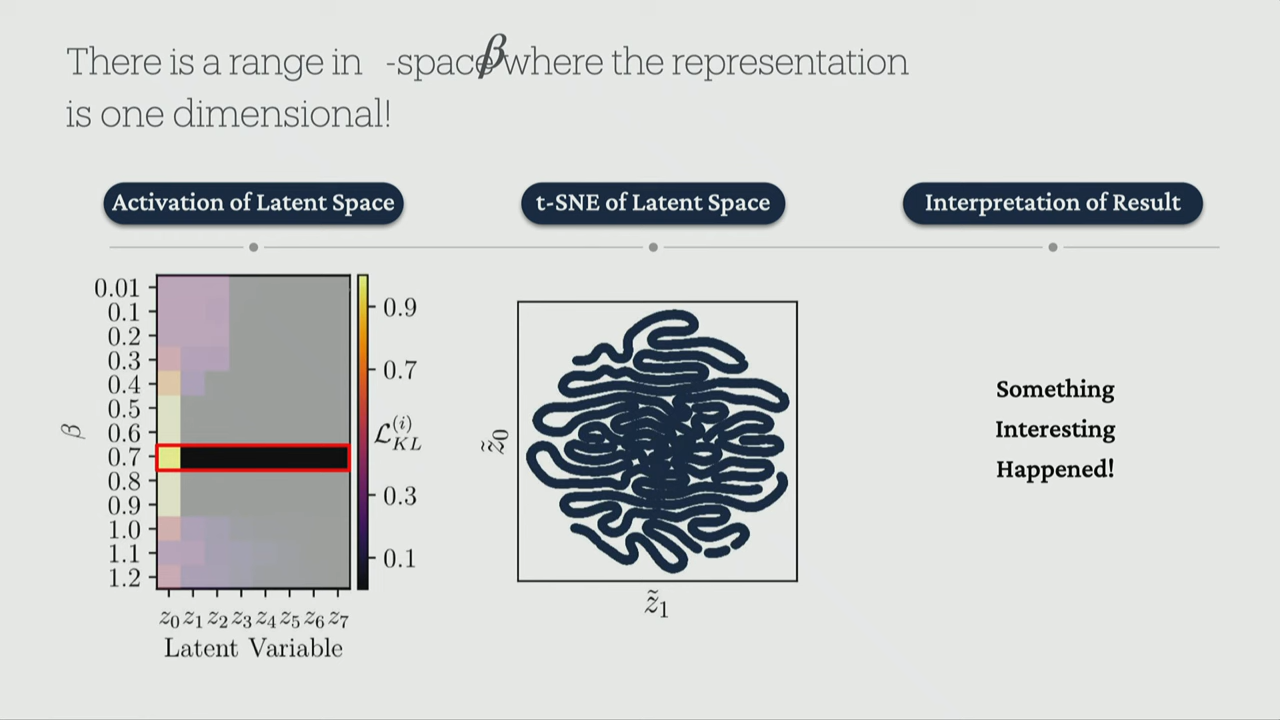 There is a range in β-space where the representation
is one dimensional!
Activation of Latent Space
t-SNE of Latent Space
Interpretation of Result
0.01
0.1
0.2
0.3
0.4
0.5
0.6
0.7
0.8
0.9
1.0
1.1
1.2
β
z₀ z₁ z₂ z₃ z₄ z₅ z₆ z₇
Latent Variable
0.9
0.7
0.3
0.1
ℒ_{KL}^{(i)}
z̃₀
z̃₁
Something
Interesting
Happened!